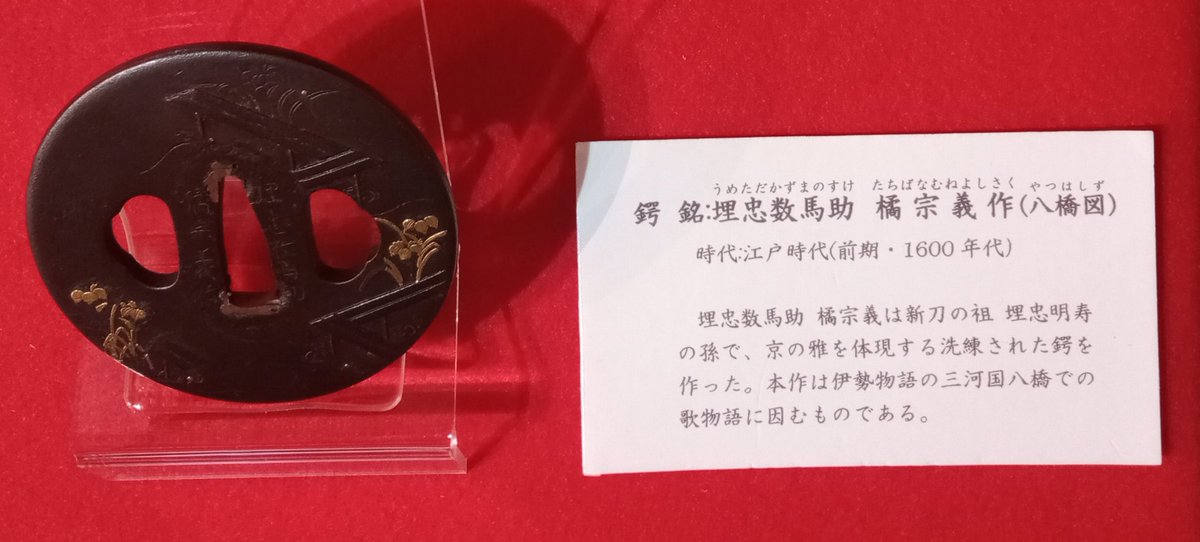 うめただかずまのすけ たちばなむねよしさく やつはしず
鍔 銘:埋忠数馬助 橘宗義作(八橋図)
時代:江戸時代(前期・1600年代)
埋忠数馬助 橘宗義は新刀の祖 埋忠明寿
の孫で、京の雅を体現する洗練された鍔を
作った。本作は伊勢物語の三河国八橋での
歌物語に因むものである。